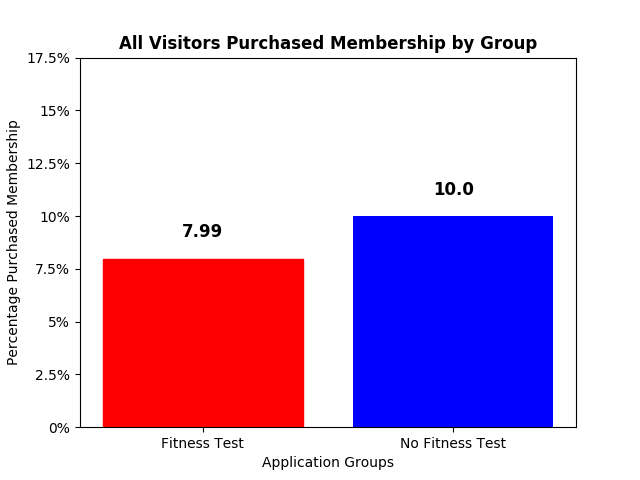 All Visitors Purchased Membership by Group
17.5%
15%
12.5%
10%
7.5%
5%
2.5%
0%
Percentage Purchased Membership
7.99
10.0
Fitness Test
No Fitness Test
Application Groups